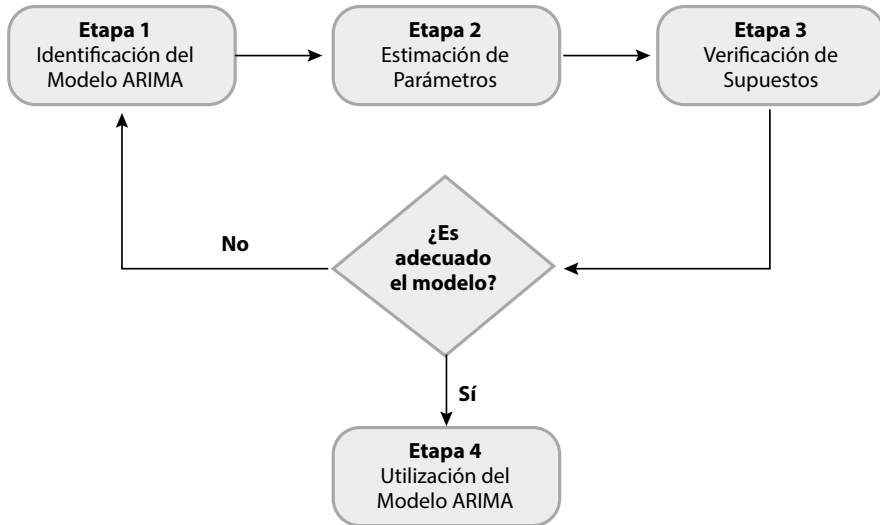 Etapa 1
Identificación del
Modelo ARIMA
Etapa 2
Estimación de
Parámetros
Etapa 3
Verificación de
Supuestos
¿Es
adecuado
el modelo?
No
Sí
Etapa 4
Utilización del
Modelo ARIMA